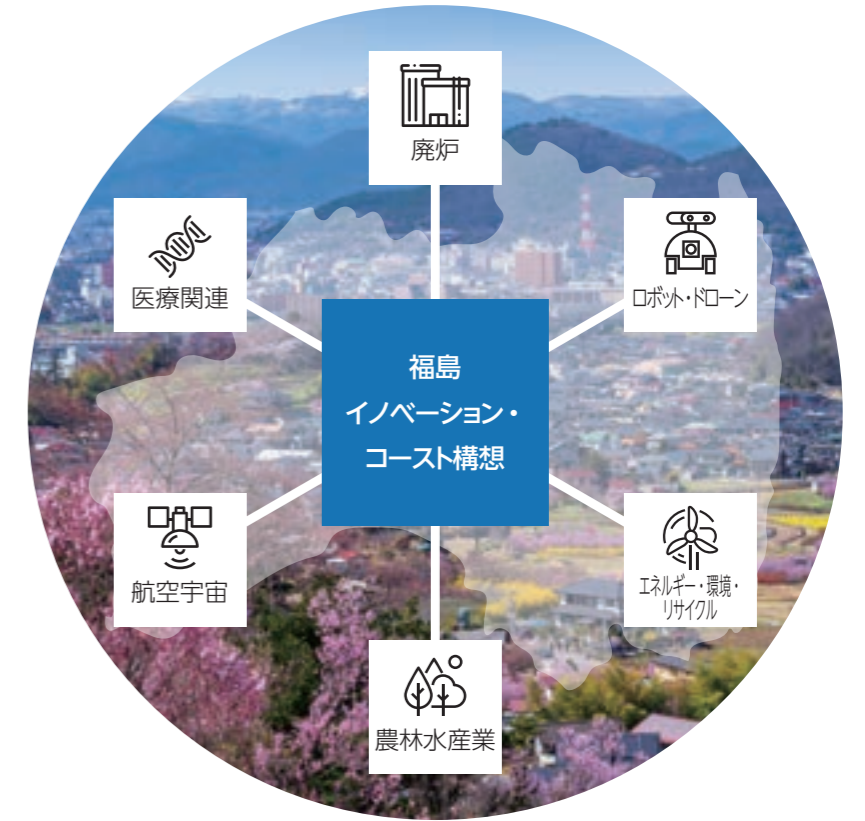 廃炉
医療関連
ロボット・ドローン
福島
イノベーション・
コースト構想
航空宇宙
エネルギー・環境・
リサイクル
農林水産業